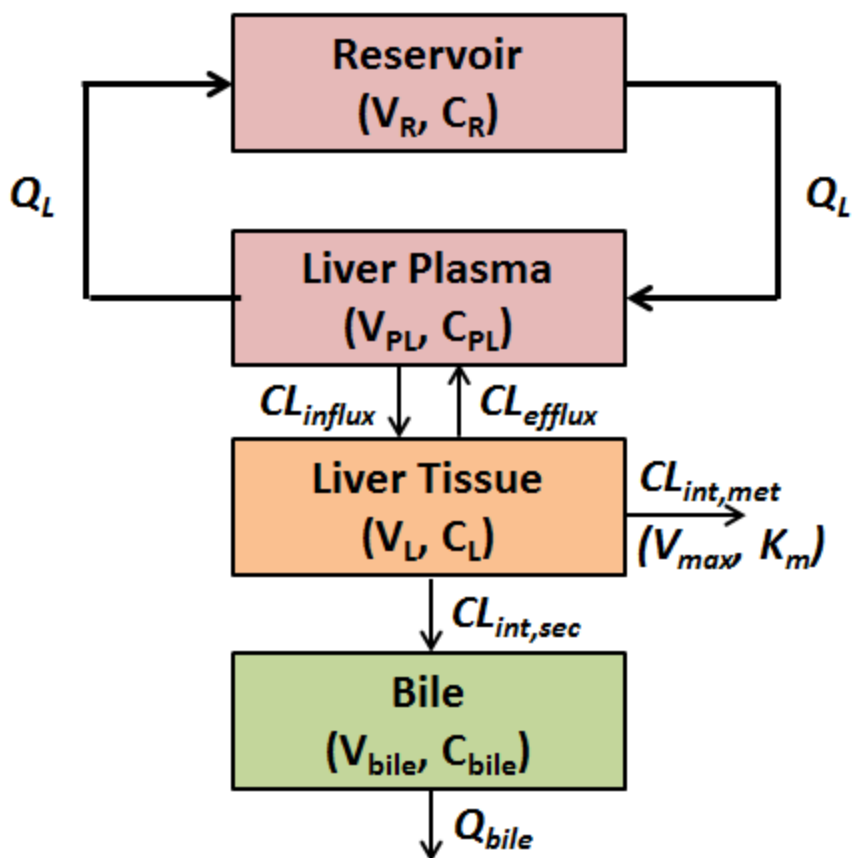 Reservoir
(V_R, C_R)
Q_L
Q_L
Liver Plasma
(V_PL, C_PL)
CL_influx
CL_efflux
Liver Tissue
(V_L, C_L)
CL_int,met
(V_max, K_m)
CL_int,sec
Bile
(V_bile, C_bile)
Q_bile